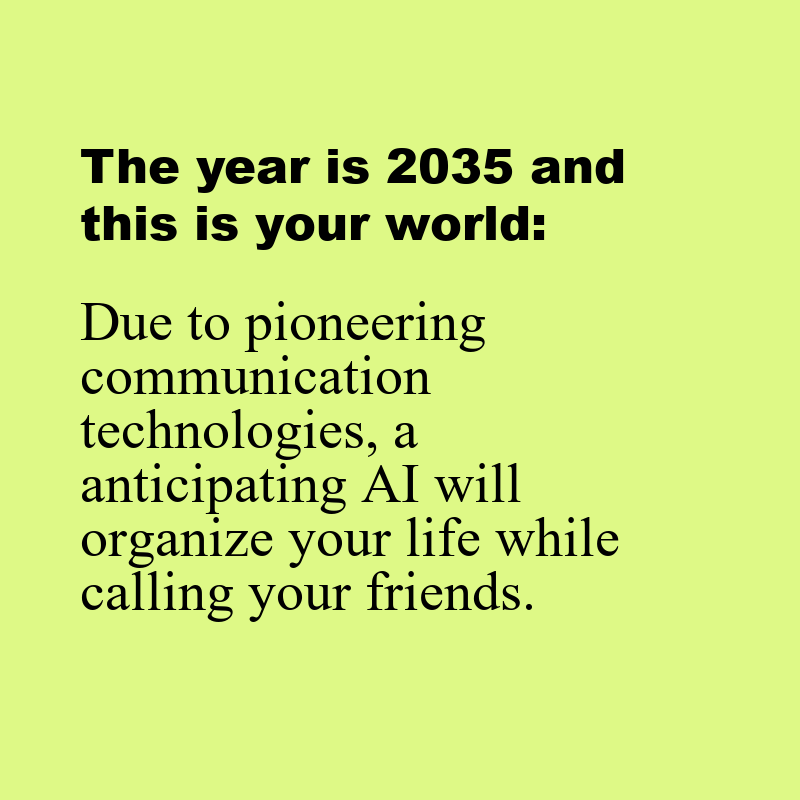 The year is 2035 and
this is your world:
Due to pioneering
communication
technologies, a
anticipating AI will
organize your life while
calling your friends.